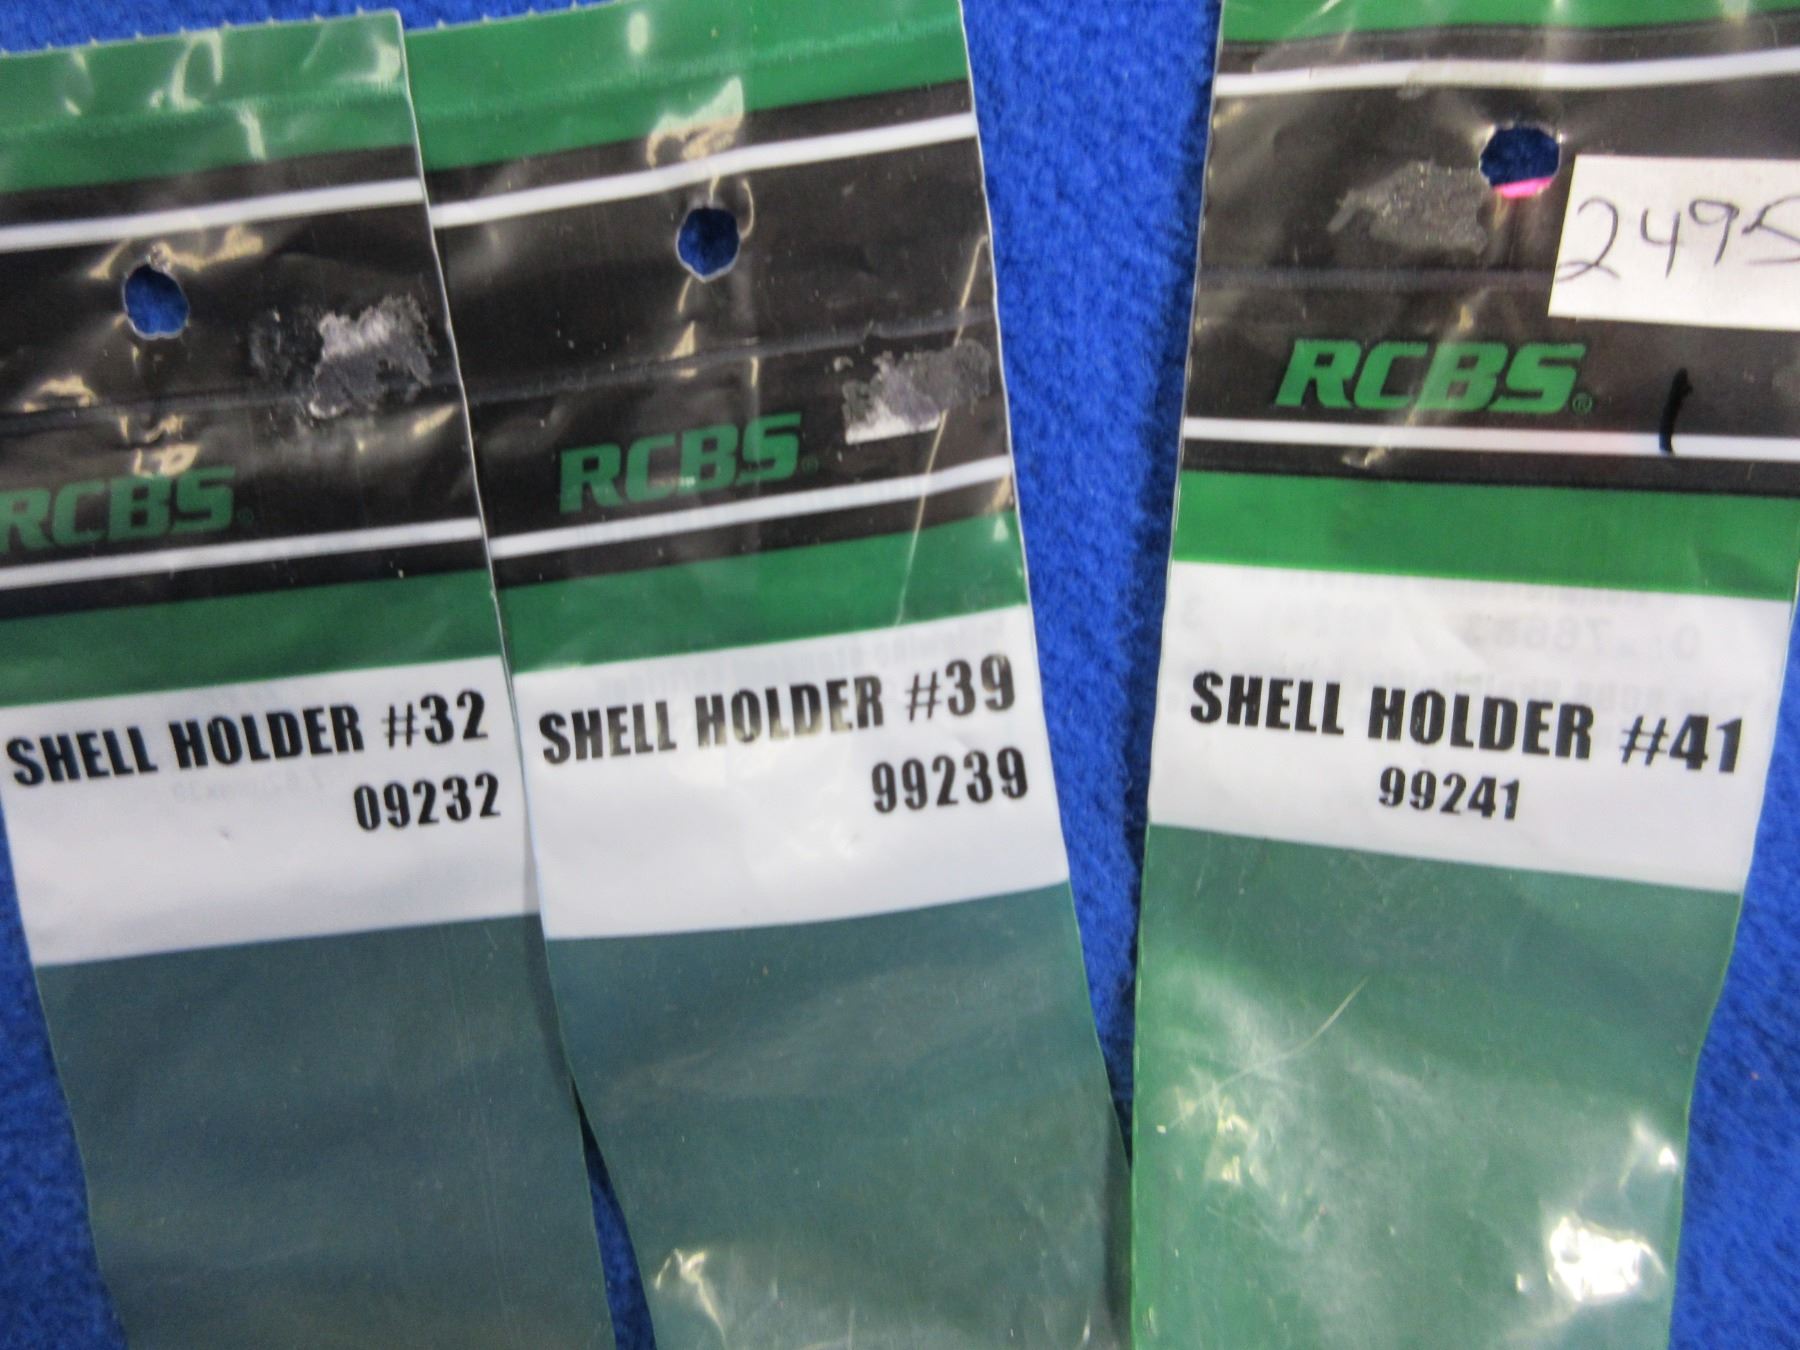 RCBS®
SHELL HOLDER #32
09232
RCBS®
SHELL HOLDER #39
99239
2495
RCBS®
SHELL HOLDER #41
99241